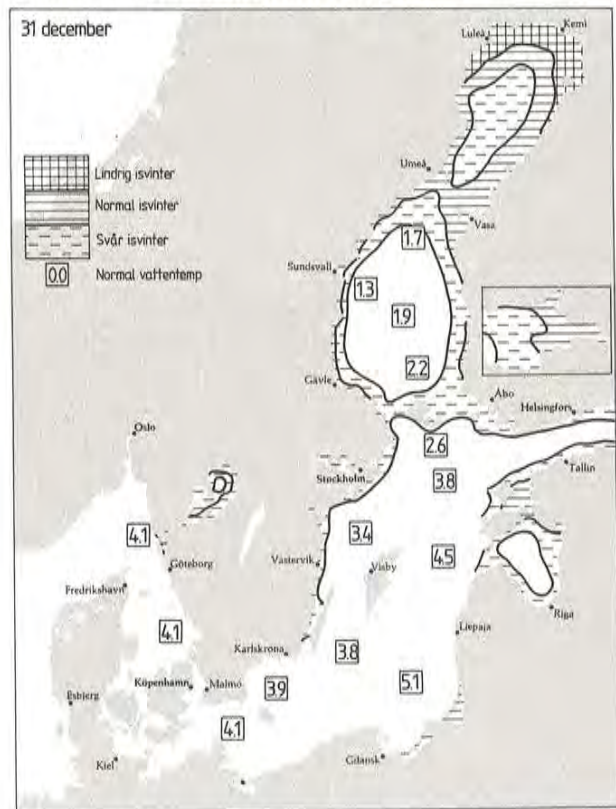 31 december
Luleå
Kemi
Lindrig isvinter
Normal isvinter
Svår isvinter
0.0 Normal vattentemp
Umeå
Vasa
1.7
Sundsvall
1.3
1.9
2.2
Gävle
Åbo
Helsingfors
Oslo
2.6
Tallin
Stockholm
3.8
4.1
3.4
Göteborg
Västervik
Visby
4.5
Fredrikshavn
Riga
4.1
Liepaja
Karlskrona
3.8
Köpenhamn
Malmö
3.9
5.1
Esbjerg
4.1
Kiel
Gdansk